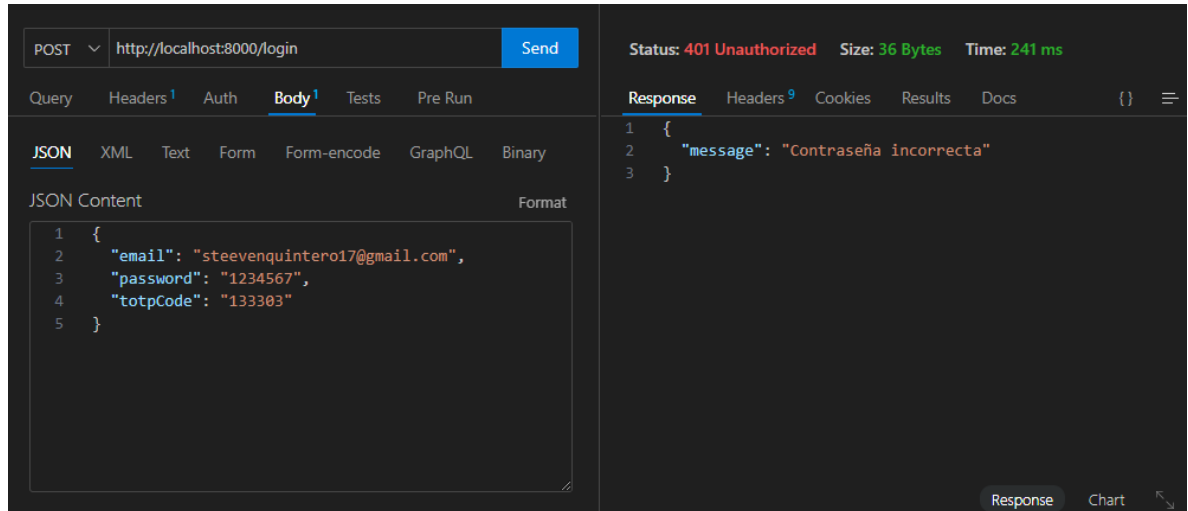 POST http://localhost:8000/login Send
Query Headers 1 Auth Body 1 Tests Pre Run
JSON XML Text Form Form-encode GraphQL Binary
JSON Content Format
1 {
2 "email": "steevenquintero17@gmail.com",
3 "password": "1234567",
4 "totpCode": "133303"
5 }
Status: 401 Unauthorized Size: 36 Bytes Time: 241 ms
Response Headers 9 Cookies Results Docs {}
1 {
2 "message": "Contraseña incorrecta"
3 }
Response Chart